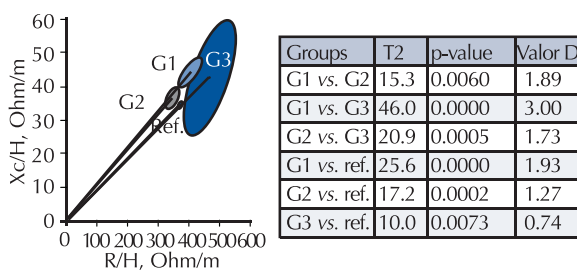 60
50
40
30
20
10
0
Xc/H, Ohm/m
G1
G3
G2
Ref.
0 100 200 300 400 500 600
R/H, Ohm/m
Groups T2 p-value Valor D
G1 vs. G2 15.3 0.0060 1.89
G1 vs. G3 46.0 0.0000 3.00
G2 vs. G3 20.9 0.0005 1.73
G1 vs. ref. 25.6 0.0000 1.93
G2 vs. ref. 17.2 0.0002 1.27
G3 vs. ref. 10.0 0.0073 0.74